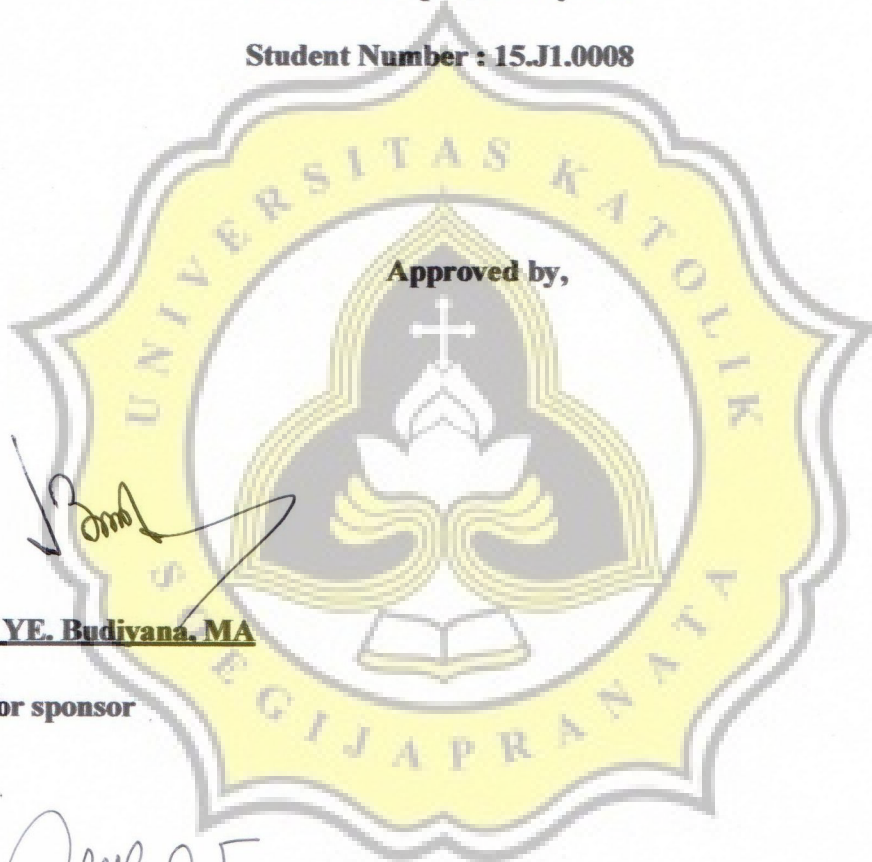 Student Number : 15.J1.0008
UNIVERSITAS KATOLIK
Approved by,
YE. Budiyana, MA
SOEGIJAPRANATA
or sponsor